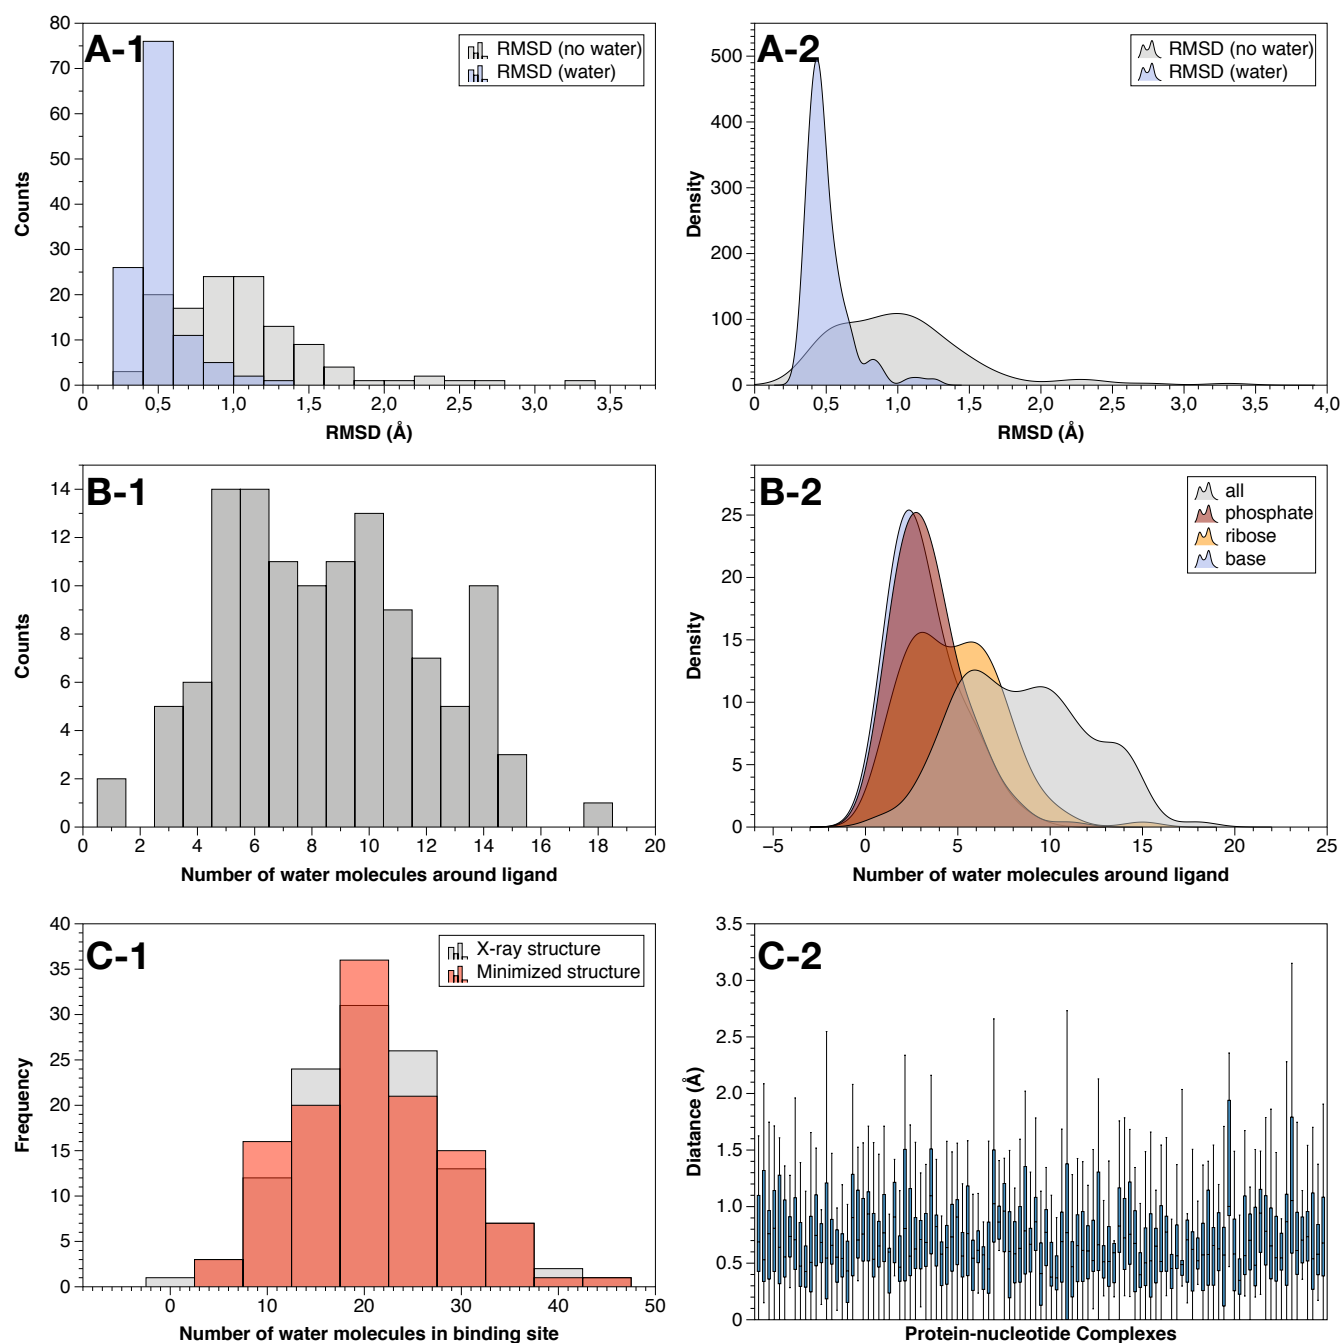 A-1
RMSD (no water)
RMSD (water)
80
70
60
50
40
30
20
10
0
Counts
0 0,5 1,0 1,5 2,0 2,5 3,0 3,5
RMSD (Å)
A-2
RMSD (no water)
RMSD (water)
500
400
300
200
100
0
Density
0 0,5 1,0 1,5 2,0 2,5 3,0 3,5 4,0
RMSD (Å)
B-1
14
12
10
8
6
4
2
0
Counts
0 2 4 6 8 10 12 14 16 18 20
Number of water molecules around ligand
B-2
all
phosphate
ribose
base
25
20
15
10
5
0
Density
−5 0 5 10 15 20 25
Number of water molecules around ligand
C-1
X-ray structure
Minimized structure
40
35
30
25
20
15
10
5
0
Frequency
0 10 20 30 40 50
Number of water molecules in binding site
C-2
3.5
3.0
2.5
2.0
1.5
1.0
0.5
0
Diatance (Å)
Protein-nucleotide Complexes